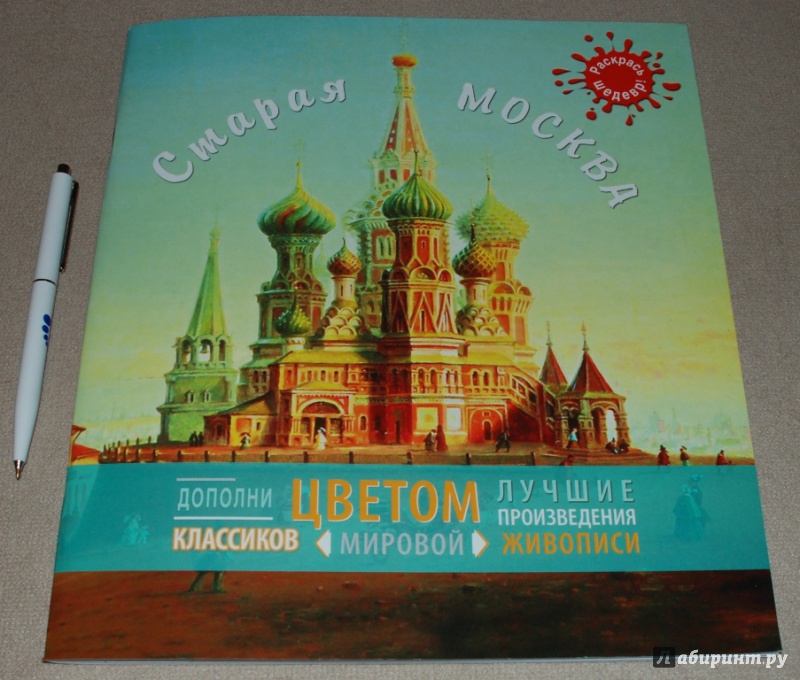 Старая МОСКВА
Раскрась
шедевр!
ДОПОЛНИ ЦВЕТОМ ЛУЧШИЕ
ПРОИЗВЕДЕНИЯ
КЛАССИКОВ МИРОВОЙ ЖИВОПИСИ
Лабиринт.ру